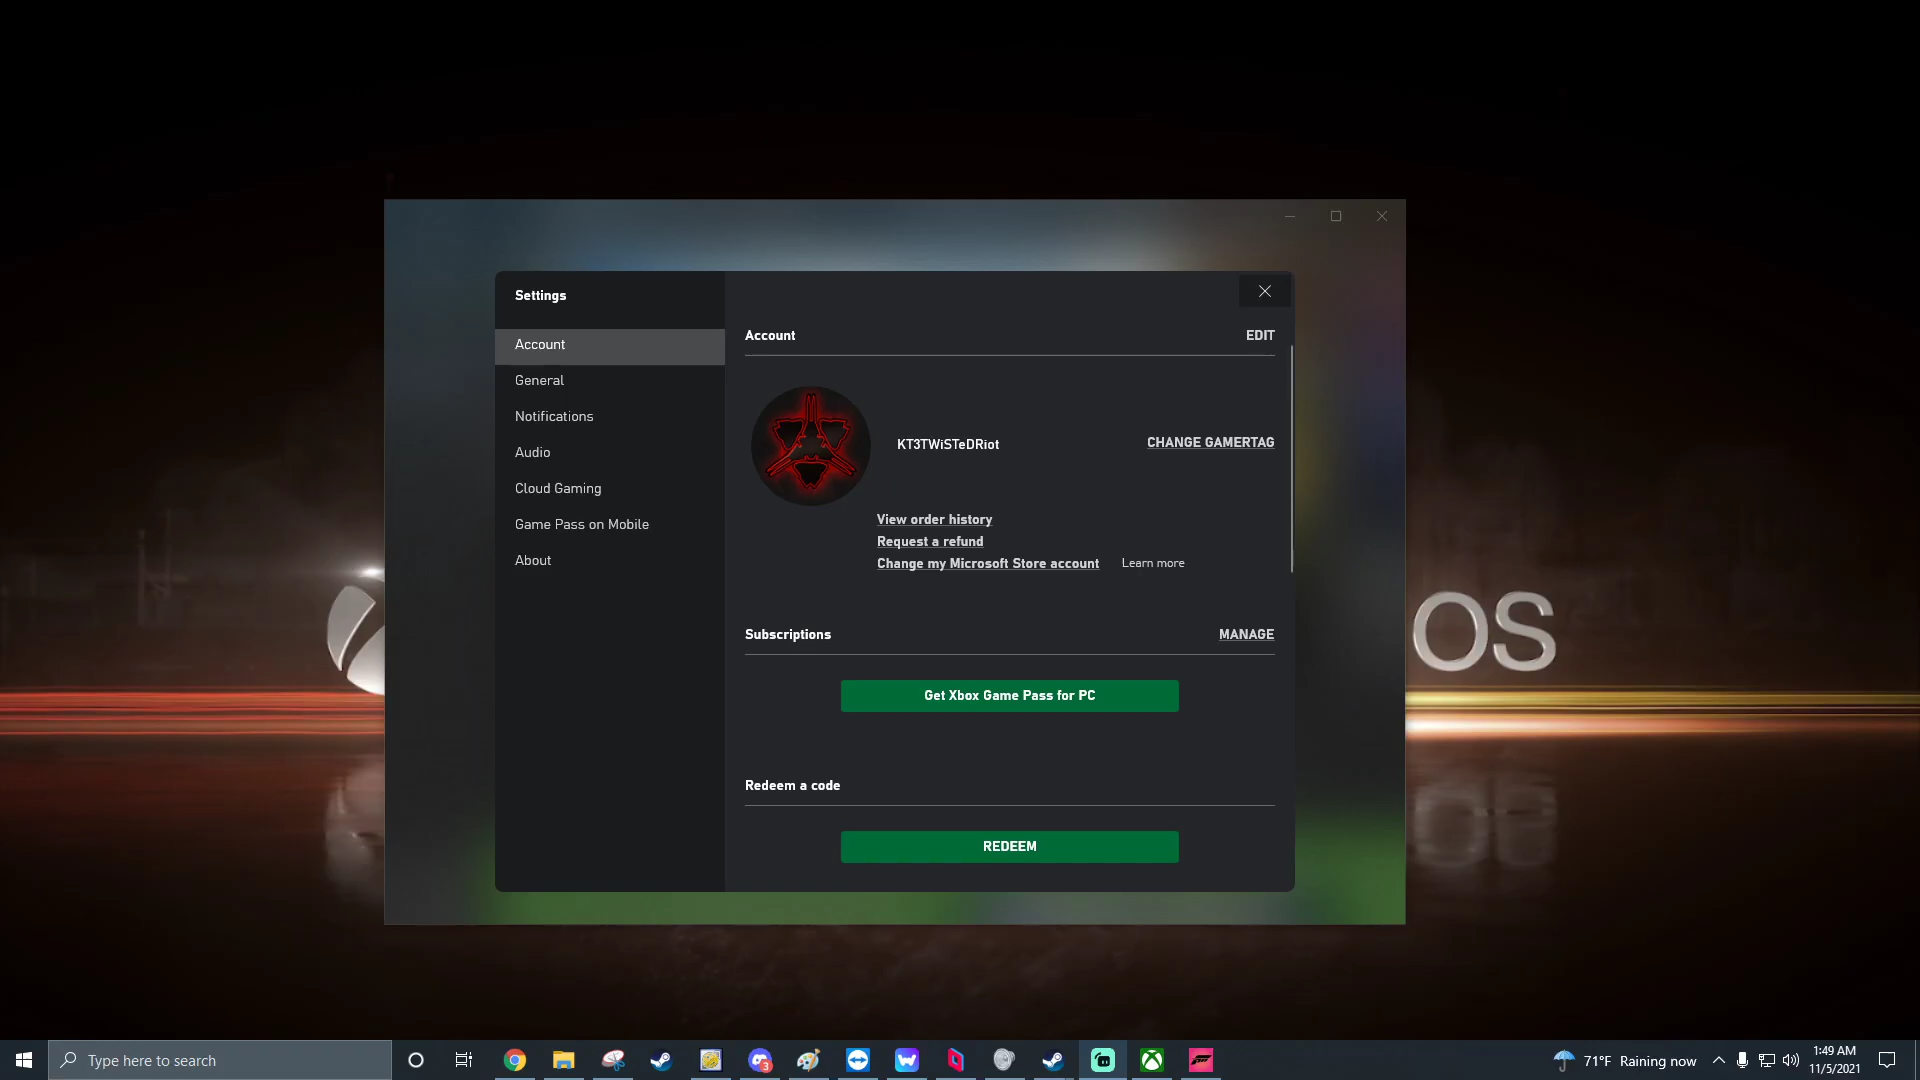 Settings
Account
General
Notifications
Audio
Cloud Gaming
Game Pass on Mobile
About
Account
EDIT
KT3TWiSTeDRiot
CHANGE GAMERTAG
View order history
Request a refund
Change my Microsoft Store account
Learn more
Subscriptions
MANAGE
Get Xbox Game Pass for PC
Redeem a code
REDEEM
OS
Type here to search
3
71°F Raining now
1:49 AM
11/5/2021